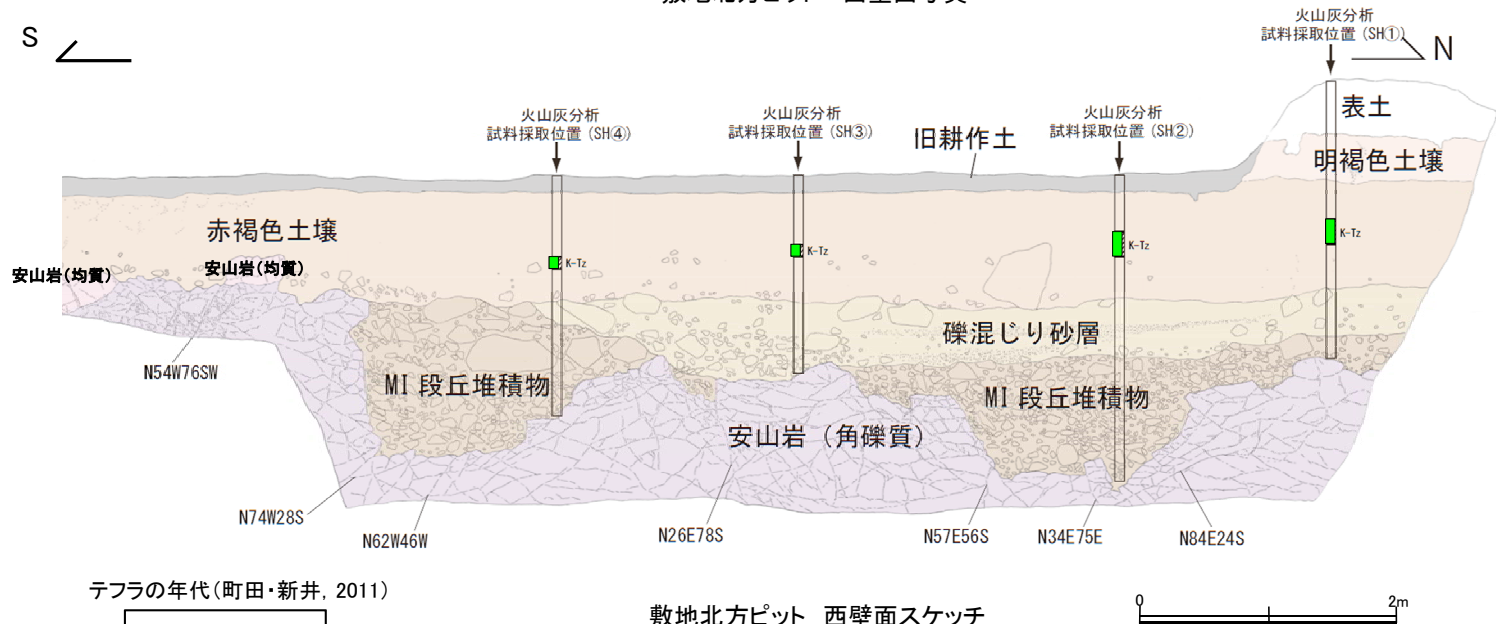 S
火山灰分析
試料採取位置 (SH①)
N
表土
火山灰分析
試料採取位置 (SH④)
火山灰分析
試料採取位置 (SH③)
旧耕作土
火山灰分析
試料採取位置 (SH②)
明褐色土壌
赤褐色土壌
K-Tz
K-Tz
K-Tz
K-Tz
安山岩(均質)
安山岩(均質)
礫混じり砂層
N54W76SW
MI 段丘堆積物
MI 段丘堆積物
安山岩（角礫質）
N74W28S
N62W46W
N26E78S
N57E56S
N34E75E
N84E24S
テフラの年代(町田・新井, 2011)
敷地北方ピット 西壁面スケッチ
0
2m